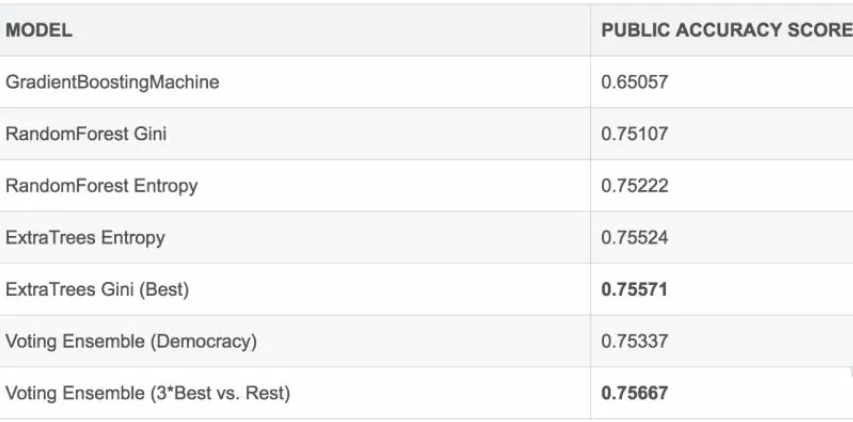 MODEL PUBLIC ACCURACY SCORE
GradientBoostingMachine 0.65057
RandomForest Gini 0.75107
RandomForest Entropy 0.75222
ExtraTrees Entropy 0.75524
ExtraTrees Gini (Best) 0.75571
Voting Ensemble (Democracy) 0.75337
Voting Ensemble (3*Best vs. Rest) 0.75667